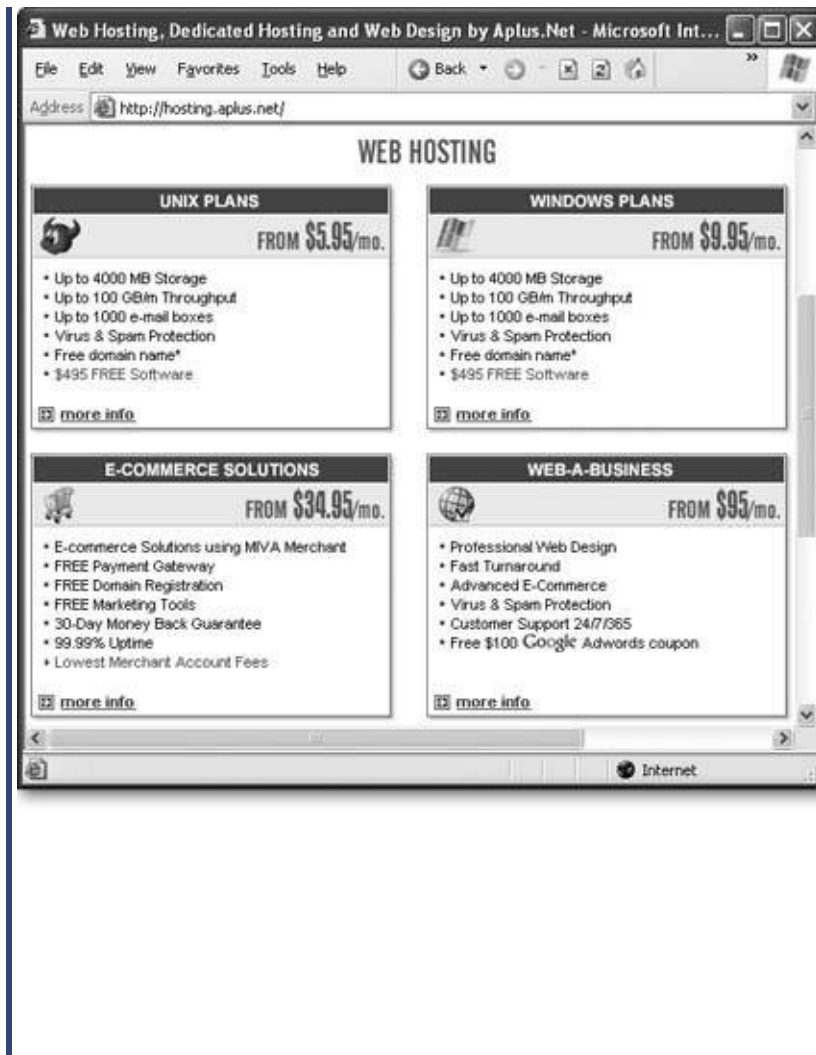 Web Hosting, Dedicated Hosting and Web Design by Aplus.Net - Microsoft Int...
File Edit View Favorites Tools Help Back »
Address http://hosting.aplus.net/
WEB HOSTING
UNIX PLANS
FROM $5.95/mo.
• Up to 4000 MB Storage
• Up to 100 GB/m Throughput
• Up to 1000 e-mail boxes
• Virus & Spam Protection
• Free domain name*
• $495 FREE Software
more info
WINDOWS PLANS
FROM $9.95/mo.
• Up to 4000 MB Storage
• Up to 100 GB/m Throughput
• Up to 1000 e-mail boxes
• Virus & Spam Protection
• Free domain name*
• $495 FREE Software
more info
E-COMMERCE SOLUTIONS
FROM $34.95/mo.
• E-commerce Solutions using MIVA Merchant
• FREE Payment Gateway
• FREE Domain Registration
• FREE Marketing Tools
• 30-Day Money Back Guarantee
• 99.99% Uptime
• Lowest Merchant Account Fees
more info
WEB-A-BUSINESS
FROM $95/mo.
• Professional Web Design
• Fast Turnaround
• Advanced E-Commerce
• Virus & Spam Protection
• Customer Support 24/7/365
• Free $100 Google Adwords coupon
more info
Internet